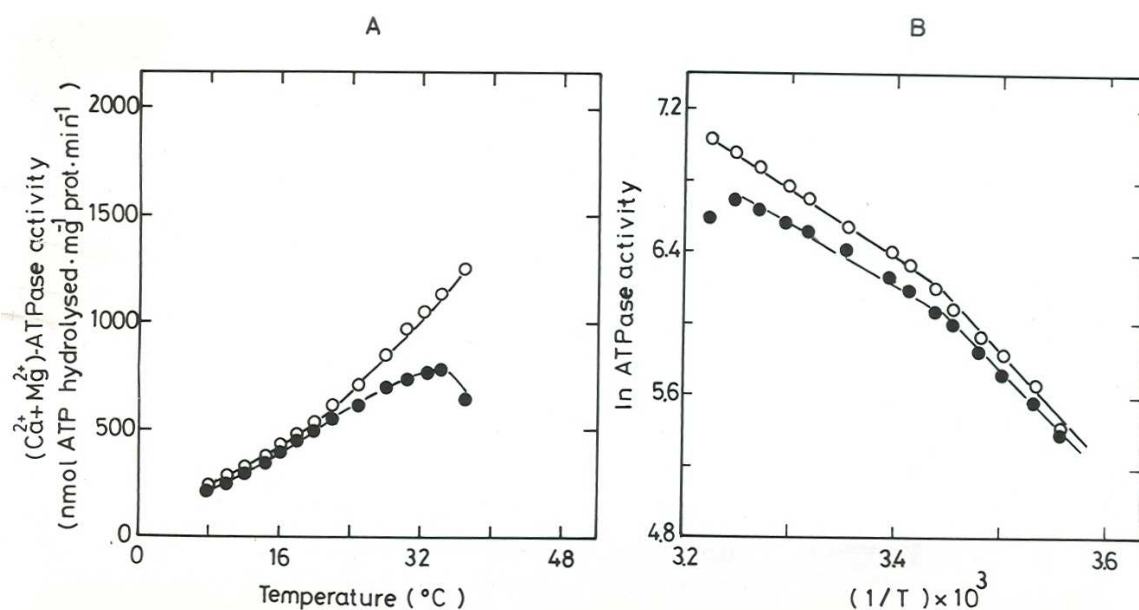 A
B
(Ca2++Mg2+)-ATPase activity
(nmol ATP hydrolysed·mg-1 prot·min-1)
2000
1500
1000
500
0
0
16
32
48
Temperature (°C)
ln ATPase activity
7.2
6.4
5.6
4.8
3.2
3.4
3.6
(1/T)×10³